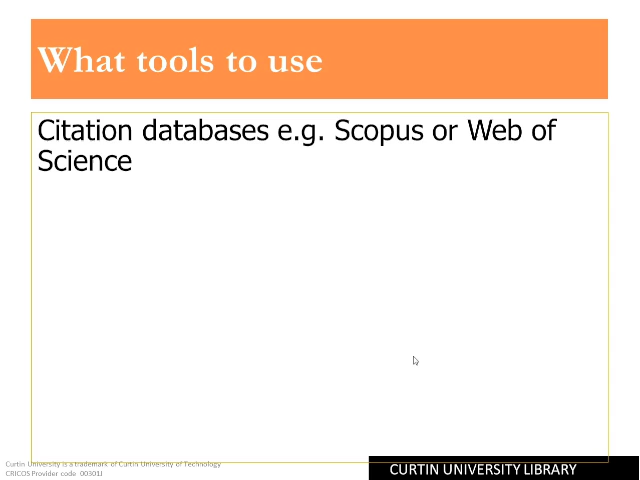 What tools to use
Citation databases e.g. Scopus or Web of
Science
Curtin University is a trademark of Curtin University of Technology
CRICOS Provider code 00301J
CURTIN UNIVERSITY LIBRARY